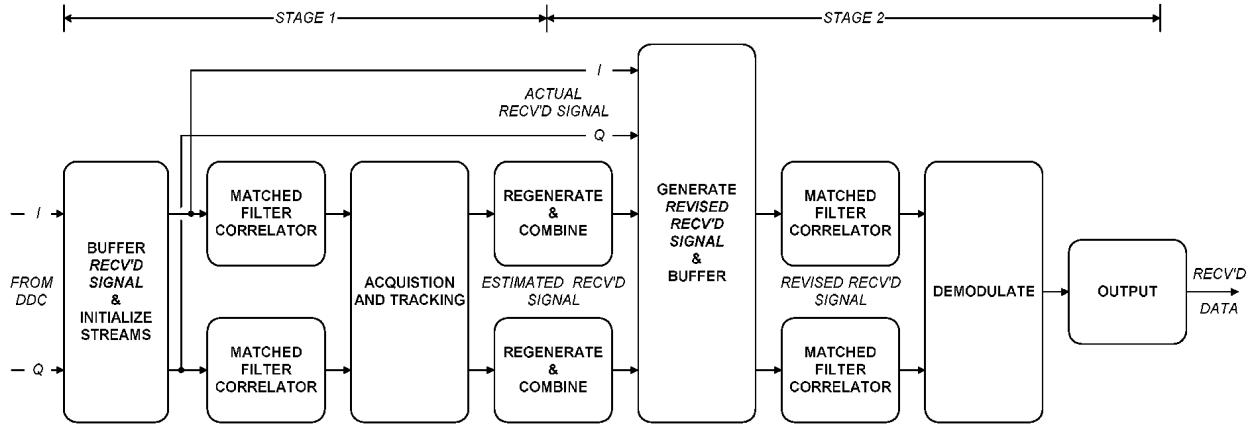 STAGE 1
STAGE 2
I
ACTUAL
RECV'D SIGNAL
Q
I
FROM
DDC
Q
BUFFER
RECV'D
SIGNAL
&
INITIALIZE
STREAMS
MATCHED
FILTER
CORRELATOR
MATCHED
FILTER
CORRELATOR
ACQUISTION
AND TRACKING
REGENERATE
&
COMBINE
ESTIMATED RECV'D
SIGNAL
REGENERATE
&
COMBINE
GENERATE
REVISED
RECV'D
SIGNAL
&
BUFFER
MATCHED
FILTER
CORRELATOR
REVISED RECV'D
SIGNAL
MATCHED
FILTER
CORRELATOR
DEMODULATE
OUTPUT
RECV'D
DATA